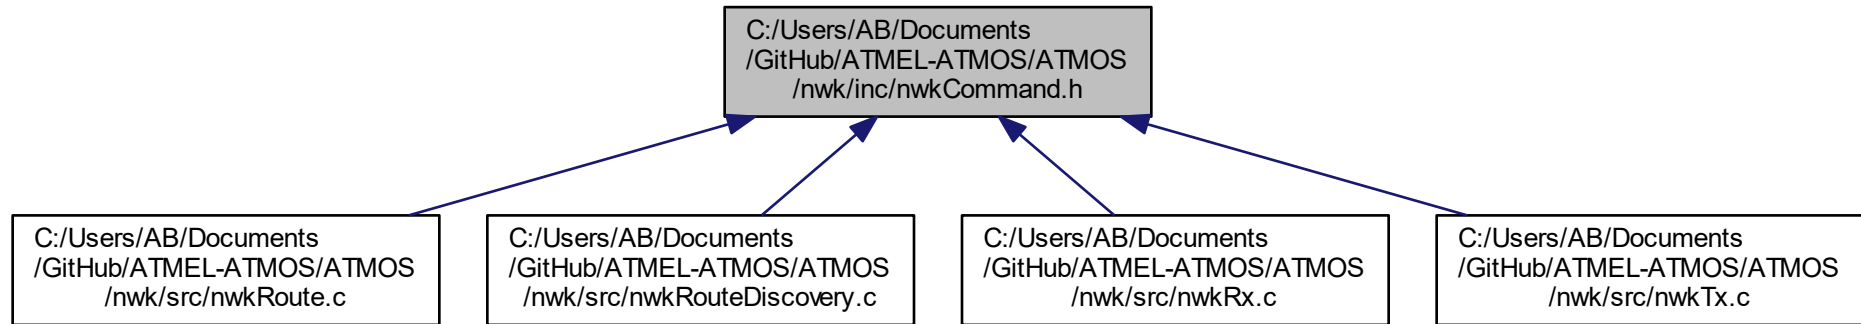 C:/Users/AB/Documents
/GitHub/ATMEL-ATMOS/ATMOS
/nwk/inc/nwkCommand.h
C:/Users/AB/Documents
/GitHub/ATMEL-ATMOS/ATMOS
/nwk/src/nwkRoute.c
C:/Users/AB/Documents
/GitHub/ATMEL-ATMOS/ATMOS
/nwk/src/nwkRouteDiscovery.c
C:/Users/AB/Documents
/GitHub/ATMEL-ATMOS/ATMOS
/nwk/src/nwkRx.c
C:/Users/AB/Documents
/GitHub/ATMEL-ATMOS/ATMOS
/nwk/src/nwkTx.c